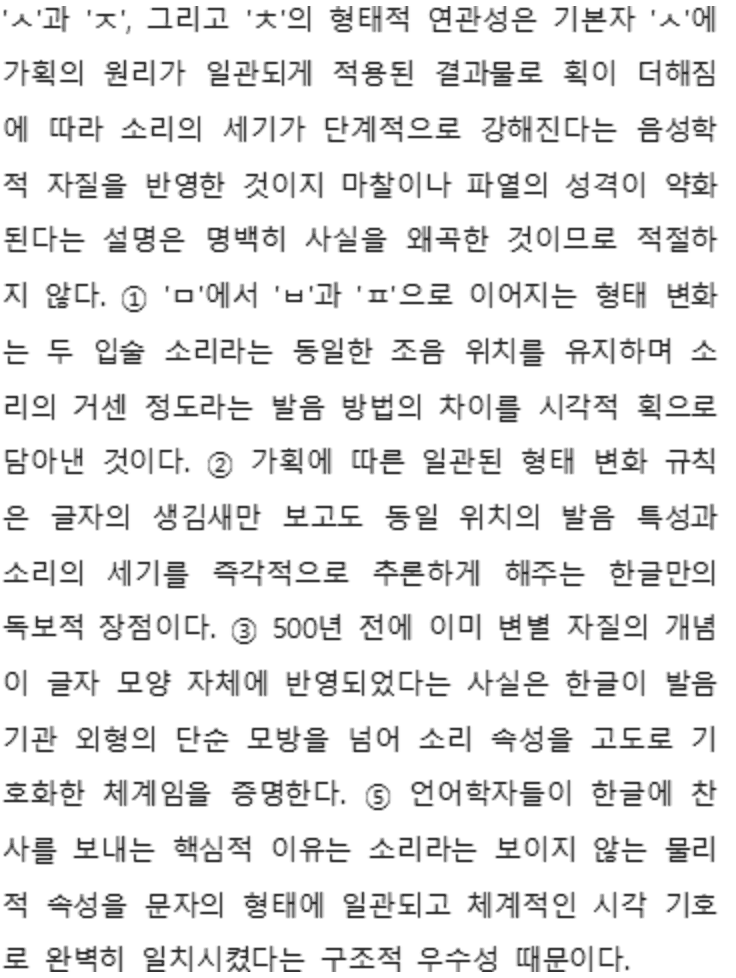 'ㅅ'과 'ㅈ', 그리고 'ㅊ'의 형태적 연관성은 기본자 'ㅅ'에
가획의 원리가 일관되게 적용된 결과물로 획이 더해짐
에 따라 소리의 세기가 단계적으로 강해진다는 음성학
적 자질을 반영한 것이지 마찰이나 파열의 성격이 약화
된다는 설명은 명백히 사실을 왜곡한 것이므로 적절하
지 않다. ① 'ㅁ'에서 'ㅂ'과 'ㅍ'으로 이어지는 형태 변화
는 두 입술 소리라는 동일한 조음 위치를 유지하며 소
리의 거센 정도라는 발음 방법의 차이를 시각적 획으로
담아낸 것이다. ② 가획에 따른 일관된 형태 변화 규칙
은 글자의 생김새만 보고도 동일 위치의 발음 특성과
소리의 세기를 즉각적으로 추론하게 해주는 한글만의
독보적 장점이다. ③ 500년 전에 이미 변별 자질의 개념
이 글자 모양 자체에 반영되었다는 사실은 한글이 발음
기관 외형의 단순 모방을 넘어 소리 속성을 고도로 기
호화한 체계임을 증명한다. ⑤ 언어학자들이 한글에 찬
사를 보내는 핵심적 이유는 소리라는 보이지 않는 물리
적 속성을 문자의 형태에 일관되고 체계적인 시각 기호
로 완벽히 일치시켰다는 구조적 우수성 때문이다.